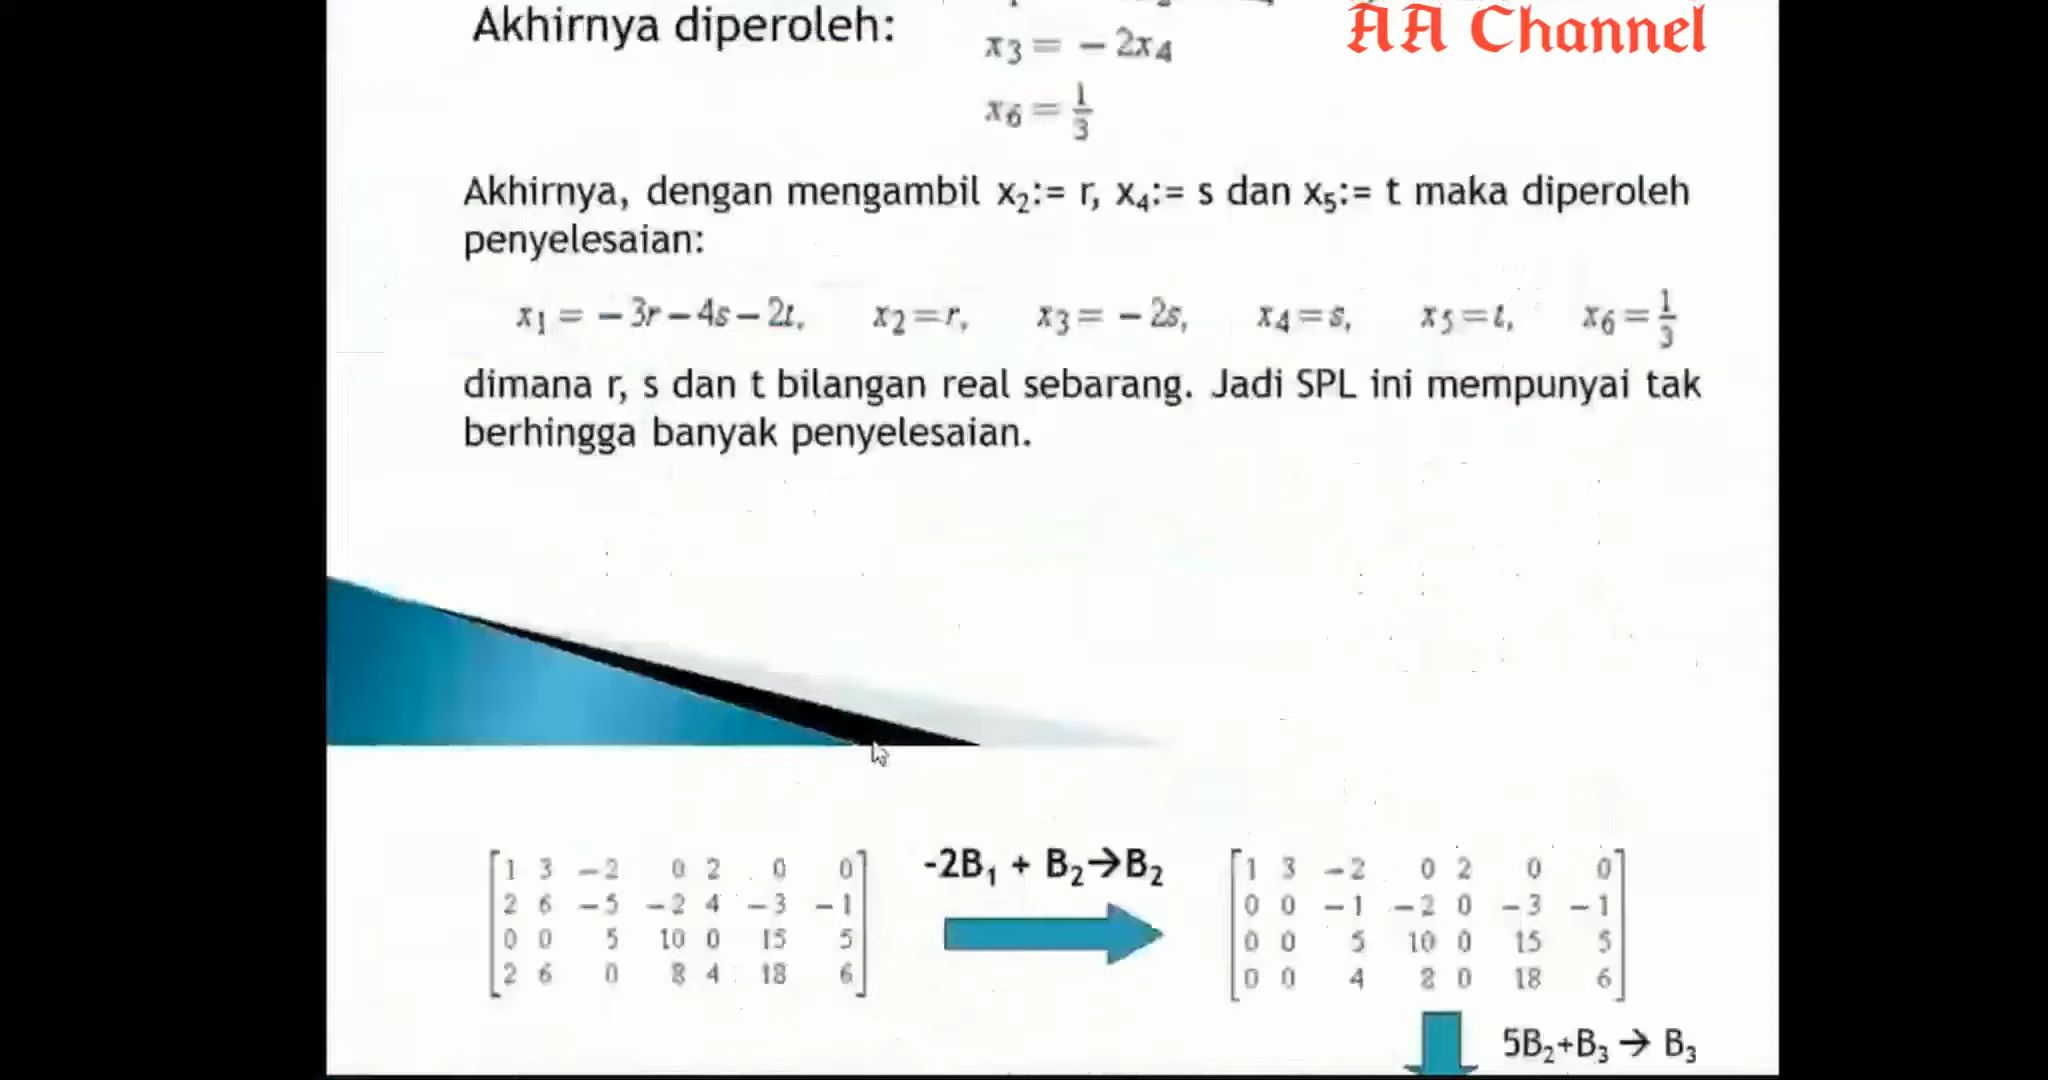 Akhirnya diperoleh:
AA Channel
x3 = − 2x4
x6 = 1/3
Akhirnya, dengan mengambil x2:= r, x4:= s dan x5:= t maka diperoleh
penyelesaian:
x1 = − 3r − 4s − 2t, x2 = r, x3 = − 2s, x4 = s, x5 = t, x6 = 1/3
dimana r, s dan t bilangan real sebarang. Jadi SPL ini mempunyai tak
berhingga banyak penyelesaian.
-2B1 + B2→B2
1 3 −2 0 2 0 0
2 6 −5 −2 4 −3 −1
0 0 5 10 0 15 5
2 6 0 8 4 18 6
1 3 −2 0 2 0 0
0 0 −1 −2 0 −3 −1
0 0 5 10 0 15 5
0 0 4 8 0 18 6
5B2+B3 → B3